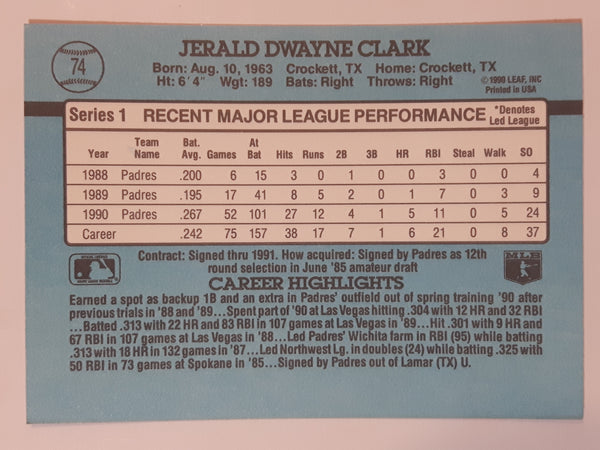 74
JERALD DWAYNE CLARK
Born: Aug. 10, 1963 Crockett, TX Home: Crockett, TX
Ht: 6'4" Wgt: 189 Bats: Right Throws: Right
©1990 LEAF, INC
Printed in USA
Series 1 RECENT MAJOR LEAGUE PERFORMANCE *Denotes Led League
Year Team Name Bat. Avg. Games At Bat Hits Runs 2B 3B HR RBI Steal Walk SO
1988 Padres .200 6 15 3 0 1 0 0 3 0 0 4
1989 Padres .195 17 41 8 5 2 0 1 7 0 3 9
1990 Padres .267 52 101 27 12 4 1 5 11 0 5 24
Career .242 75 157 38 17 7 1 6 21 0 8 37
Contract: Signed thru 1991. How acquired: Signed by Padres as 12th
round selection in June '85 amateur draft
MLB
CAREER HIGHLIGHTS
Earned a spot as backup 1B and an extra in Padres' outfield out of spring training '90 after
previous trials in '88 and '89...Spent part of '90 at Las Vegas hitting .304 with 12 HR and 32 RBI
...Batted .313 with 22 HR and 83 RBI in 107 games at Las Vegas in '89...Hit .301 with 9 HR and
67 RBI in 107 games at Las Vegas in '88...Led Padres' Wichita farm in RBI (95) while batting
.313 with 18 HR in 132 games in '87...Led Northwest Lg. in doubles (24) while batting .325 with
50 RBI in 73 games at Spokane in '85...Signed by Padres out of Lamar (TX) U.